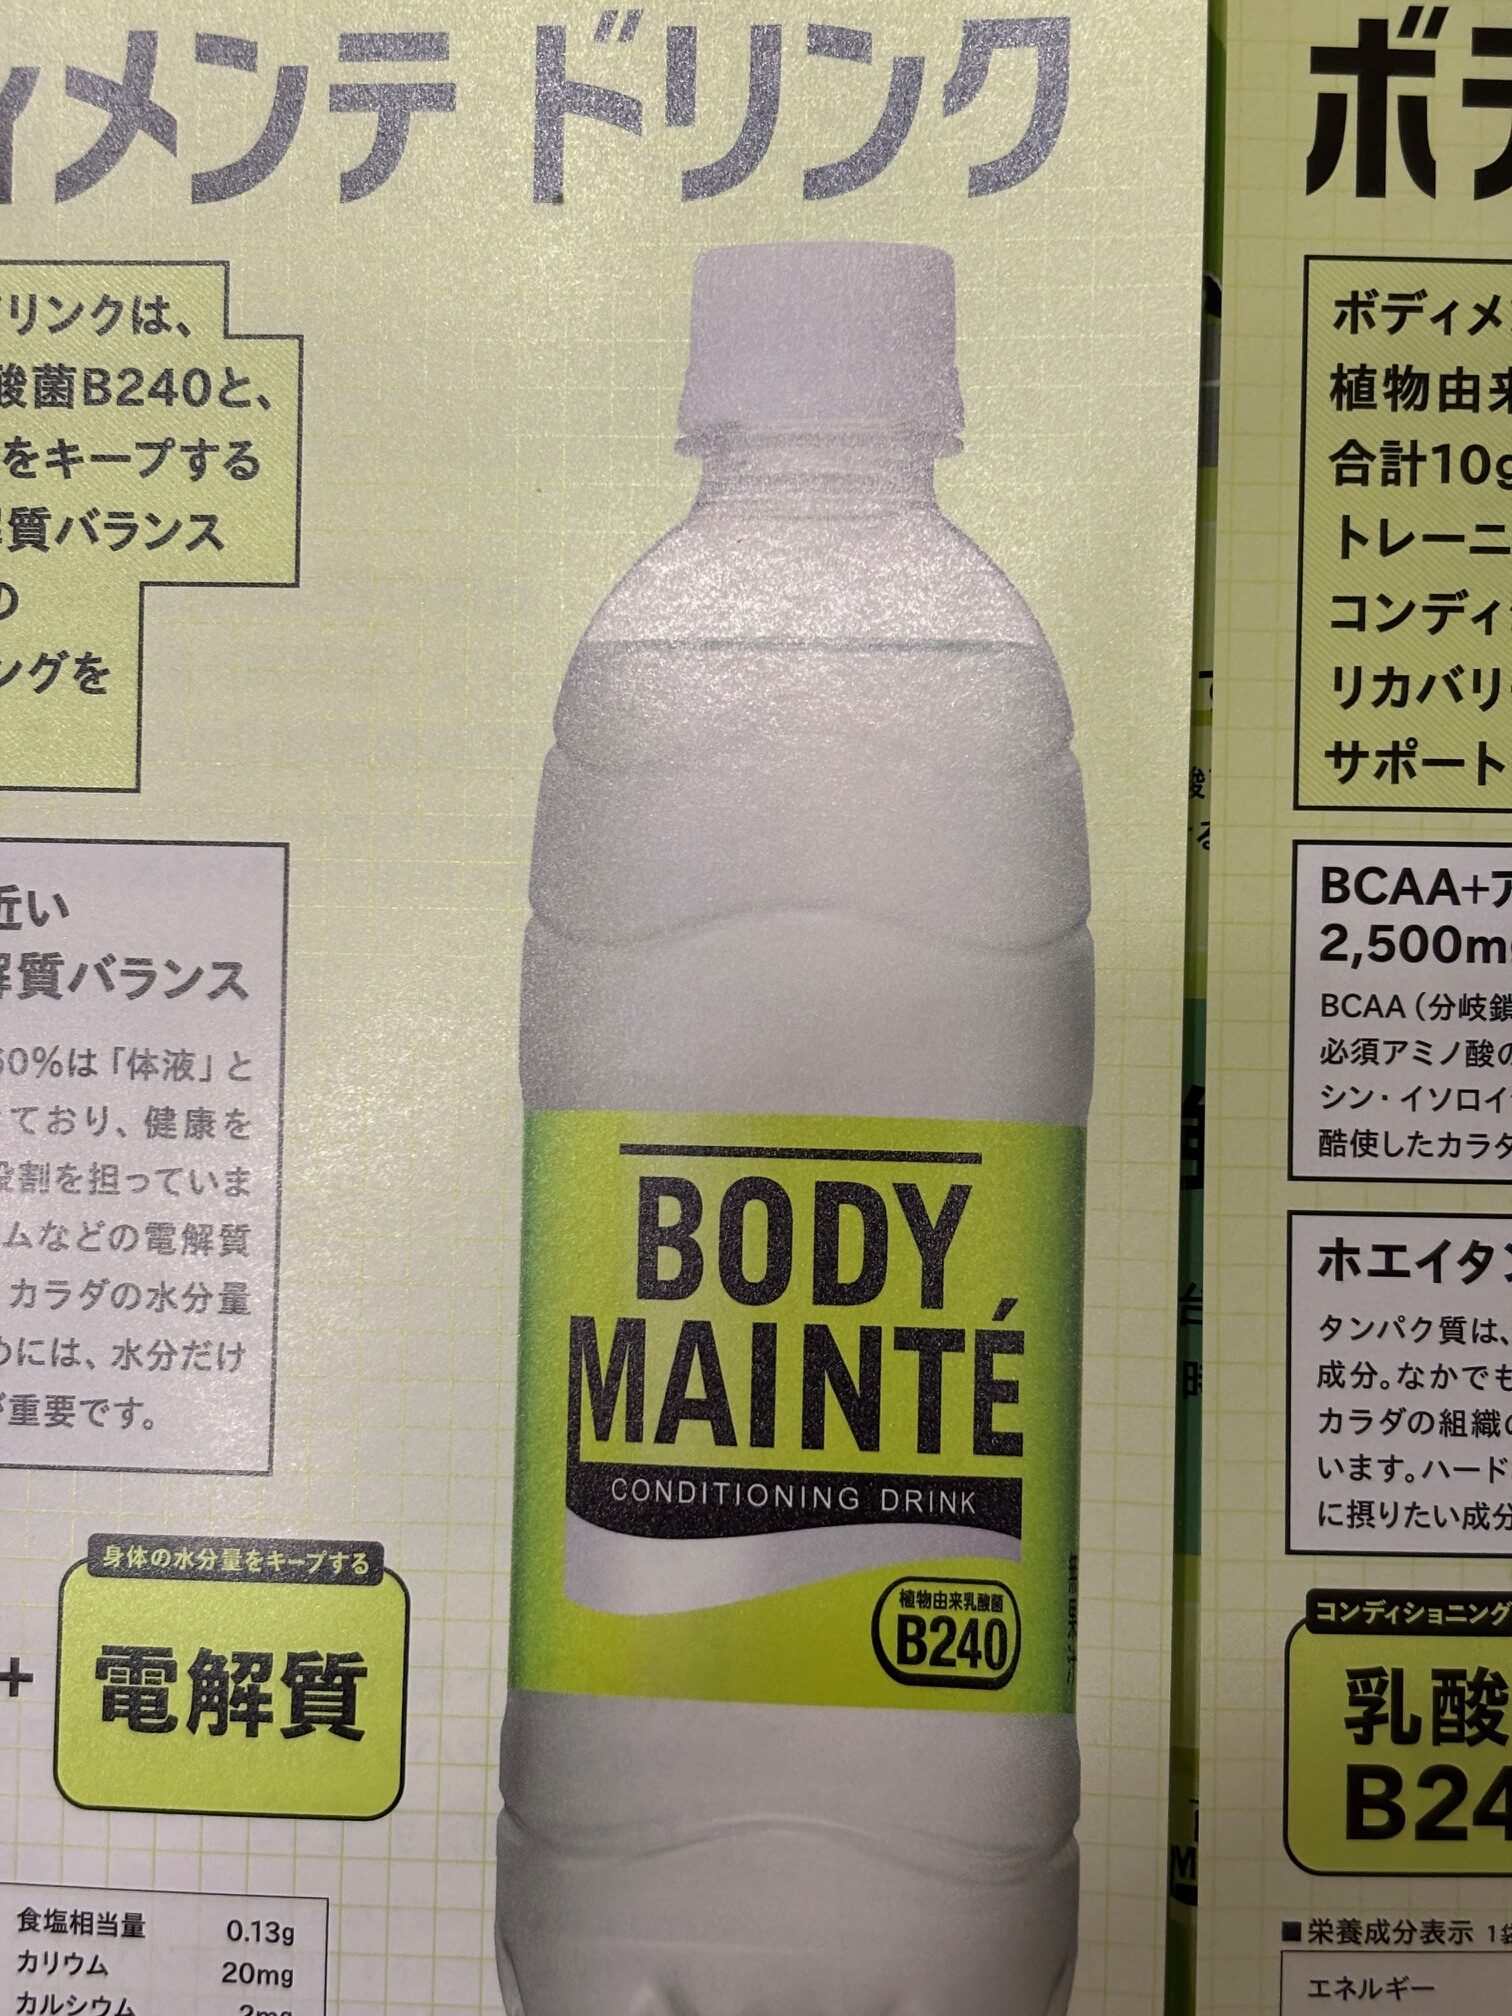 ィメンテ ドリンク
ドリンクは、
酸菌B240と、
をキープする
解質バランス
の
ングを
近い
解質バランス
60%は「体液」と
ており、健康を
役割を担っていま
ムなどの電解質
カラダの水分量
めには、水分だけ
が重要です。
身体の水分量をキープする
+ 電解質
食塩相当量 0.13g
カリウム 20mg
カルシウム 2mg
BODY
MAINTÉ
CONDITIONING DRINK
植物由来乳酸菌
B240
ボデ
ボディメ
植物由来
合計10g
トレーニ
コンディ
リカバリ
サポート
BCAA+ア
2,500mg
BCAA（分岐鎖
必須アミノ酸の
シン・イソロイ
酷使したカラダ
ホエイタン
タンパク質は、
成分。なかでも
カラダの組織の
います。ハード
に摂りたい成分
コンディショニング
乳酸
B24
■栄養成分表示 1袋
エネルギー